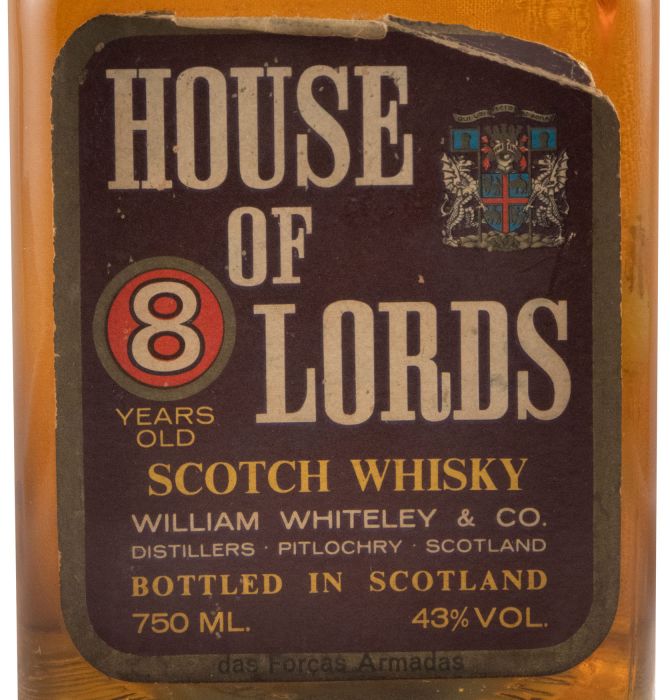 HOUSE
OF
LORDS
8
YEARS
OLD
SCOTCH WHISKY
WILLIAM WHITELEY & CO.
DISTILLERS · PITLOCHRY · SCOTLAND
BOTTLED IN SCOTLAND
750 ML. 43% VOL.
das Forças Armadas